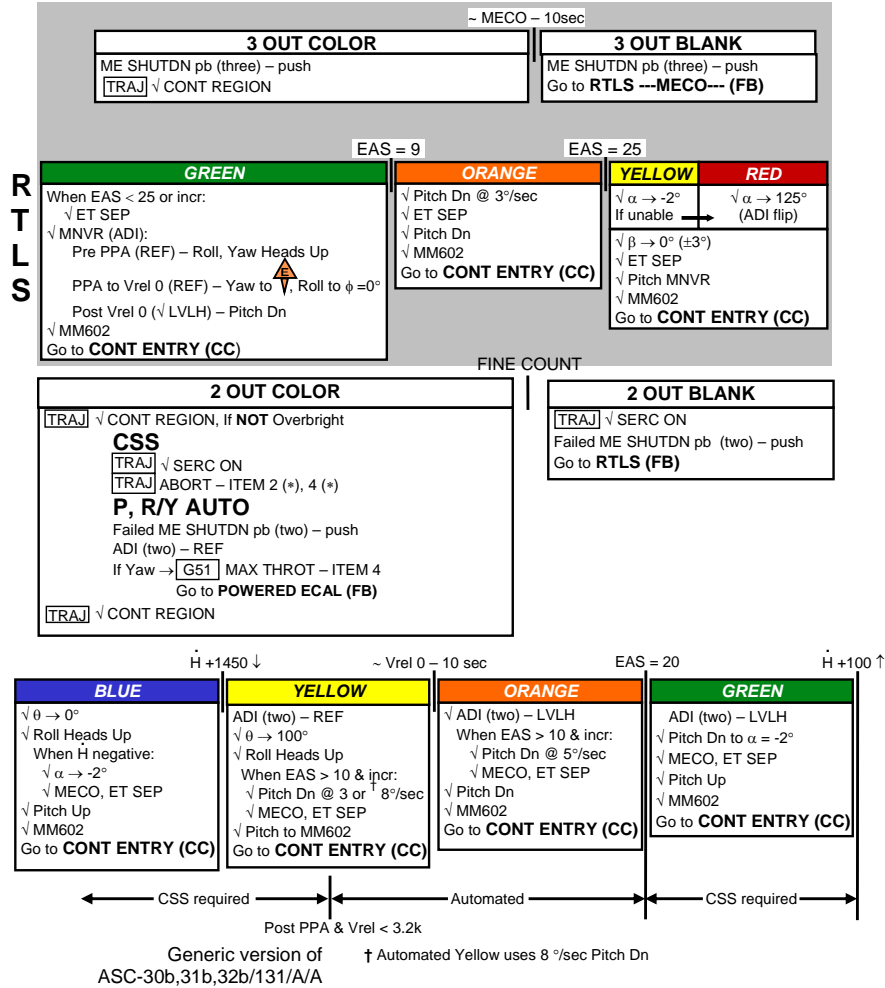 ~ MECO – 10sec
3 OUT COLOR
ME SHUTDN pb (three) – push
TRAJ √ CONT REGION
3 OUT BLANK
ME SHUTDN pb (three) – push
Go to RTLS ---MECO--- (FB)
RTLS
EAS = 9
EAS = 25
GREEN
When EAS < 25 or incr:
√ ET SEP
√ MNVR (ADI):
Pre PPA (REF) – Roll, Yaw Heads Up
PPA to Vrel 0 (REF) – Yaw to E, Roll to ϕ =0°
Post Vrel 0 (√ LVLH) – Pitch Dn
√ MM602
Go to CONT ENTRY (CC)
ORANGE
√ Pitch Dn @ 3°/sec
√ ET SEP
√ Pitch Dn
√ MM602
Go to CONT ENTRY (CC)
YELLOW
√ α → -2°
If unable
RED
√ α → 125°
(ADI flip)
√ β → 0° (±3°)
√ ET SEP
√ Pitch MNVR
√ MM602
Go to CONT ENTRY (CC)
FINE COUNT
2 OUT COLOR
TRAJ √ CONT REGION, If NOT Overbright
CSS
TRAJ √ SERC ON
TRAJ ABORT – ITEM 2 (∗), 4 (∗)
P, R/Y AUTO
Failed ME SHUTDN pb (two) – push
ADI (two) – REF
If Yaw → G51 MAX THROT – ITEM 4
Go to POWERED ECAL (FB)
TRAJ √ CONT REGION
2 OUT BLANK
TRAJ √ SERC ON
Failed ME SHUTDN pb (two) – push
Go to RTLS (FB)
Ḣ +1450 ↓
~ Vrel 0 – 10 sec
EAS = 20
Ḣ +100 ↑
BLUE
√ θ → 0°
√ Roll Heads Up
When Ḣ negative:
√ α → -2°
√ MECO, ET SEP
√ Pitch Up
√ MM602
Go to CONT ENTRY (CC)
YELLOW
ADI (two) – REF
√ θ → 100°
√ Roll Heads Up
When EAS > 10 & incr:
√ Pitch Dn @ 3 or † 8°/sec
√ MECO, ET SEP
√ Pitch to MM602
Go to CONT ENTRY (CC)
ORANGE
√ ADI (two) – LVLH
When EAS > 10 & incr:
√ Pitch Dn @ 5°/sec
√ MECO, ET SEP
√ Pitch Dn
√ MM602
Go to CONT ENTRY (CC)
GREEN
ADI (two) – LVLH
√ Pitch Dn to α = -2°
√ MECO, ET SEP
√ Pitch Up
√ MM602
Go to CONT ENTRY (CC)
CSS required
Automated
CSS required
Post PPA & Vrel < 3.2k
Generic version of
ASC-30b,31b,32b/131/A/A
† Automated Yellow uses 8 °/sec Pitch Dn